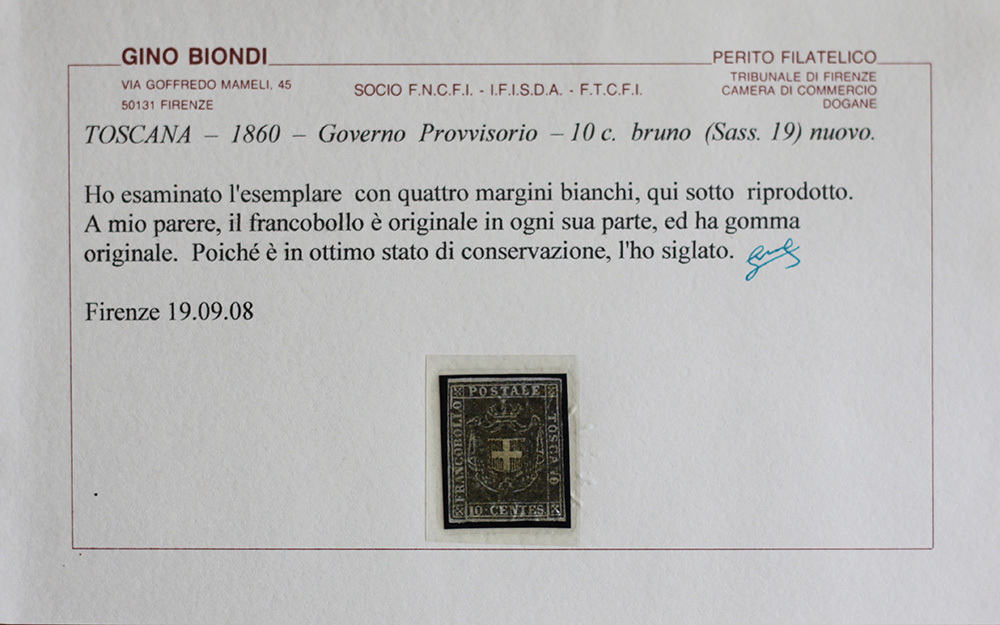 GINO BIONDI
PERITO FILATELICO
VIA GOFFREDO MAMELI, 45
50131 FIRENZE
SOCIO F.N.C.F.I. - I.F.I.S.D.A. - F.T.C.F.I.
TRIBUNALE DI FIRENZE
CAMERA DI COMMERCIO
DOGANE
TOSCANA – 1860 – Governo Provvisorio – 10 c. bruno (Sass. 19) nuovo.
Ho esaminato l'esemplare con quattro margini bianchi, qui sotto riprodotto.
A mio parere, il francobollo è originale in ogni sua parte, ed ha gomma
originale. Poiché è in ottimo stato di conservazione, l'ho siglato.
Firenze 19.09.08
POSTALE
FRANCOBOLLO
TOSCANO
10 CENTES